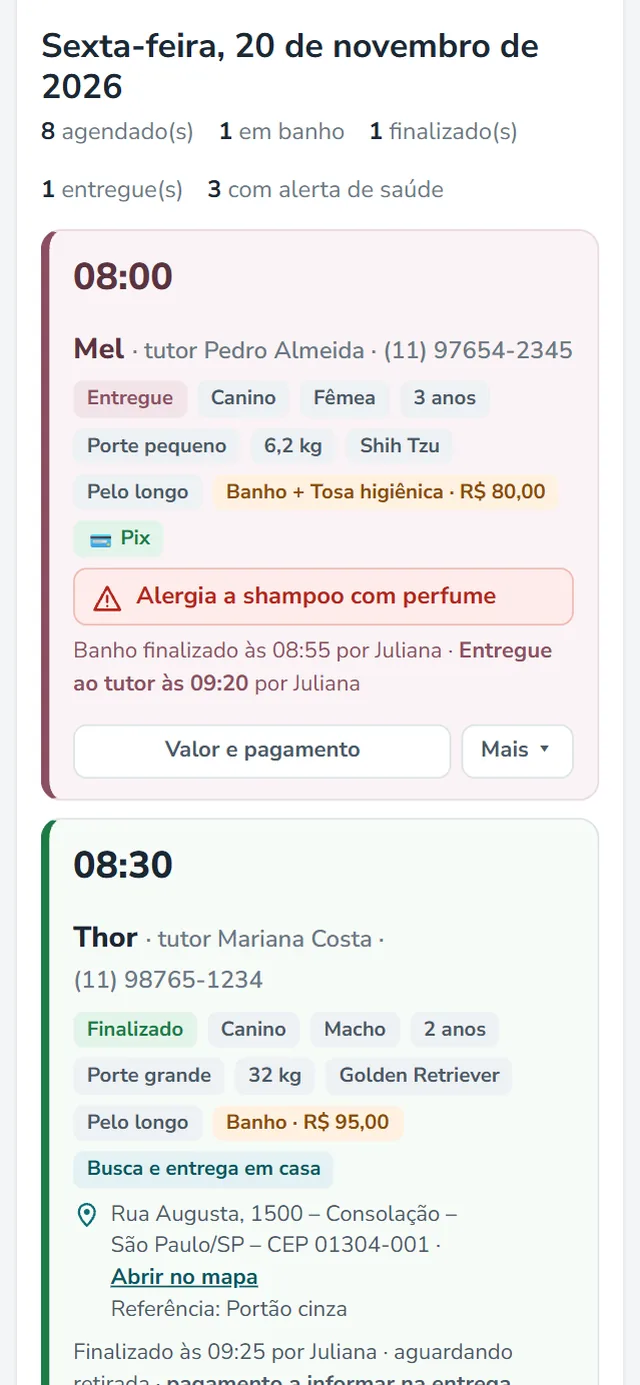 Sexta-feira, 20 de novembro de
2026
8 agendado(s) 1 em banho 1 finalizado(s)
1 entregue(s) 3 com alerta de saúde
08:00
Mel · tutor Pedro Almeida · (11) 97654-2345
Entregue Canino Fêmea 3 anos
Porte pequeno 6,2 kg Shih Tzu
Pelo longo Banho + Tosa higiênica · R$ 80,00
Pix
Alergia a shampoo com perfume
Banho finalizado às 08:55 por Juliana · Entregue
ao tutor às 09:20 por Juliana
Valor e pagamento Mais ▼
08:30
Thor · tutor Mariana Costa ·
(11) 98765-1234
Finalizado Canino Macho 2 anos
Porte grande 32 kg Golden Retriever
Pelo longo Banho · R$ 95,00
Busca e entrega em casa
Rua Augusta, 1500 – Consolação –
São Paulo/SP – CEP 01304-001 ·
Abrir no mapa
Referência: Portão cinza
Finalizado às 09:25 por Juliana · aguardando
retirada · pagamento a informar na entrega